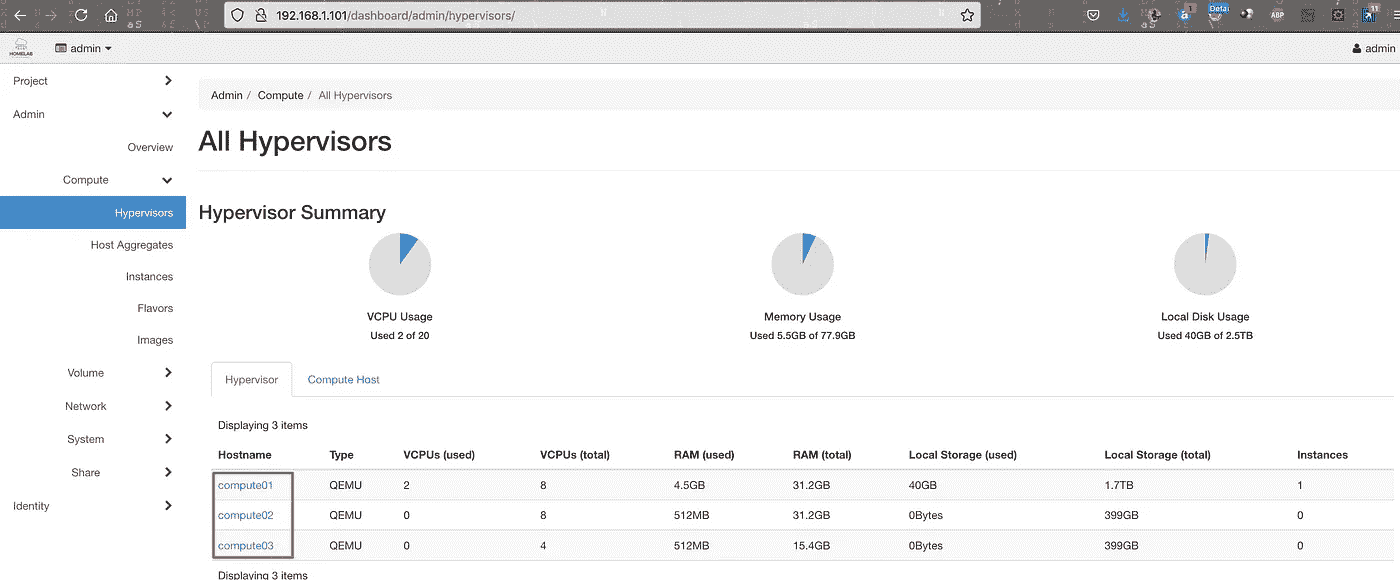 192.168.1.101/dashboard/admin/hypervisors/
1
Defau
ABP
11
HOMELAB
admin
admin
Project
Admin
Overview
Compute
Hypervisors
Host Aggregates
Instances
Flavors
Images
Volume
Network
System
Share
Identity
Admin / Compute / All Hypervisors
All Hypervisors
Hypervisor Summary
VCPU Usage
Used 2 of 20
Memory Usage
Used 5.5GB of 77.9GB
Local Disk Usage
Used 40GB of 2.5TB
Hypervisor Compute Host
Displaying 3 items
Hostname Type VCPUs (used) VCPUs (total) RAM (used) RAM (total) Local Storage (used) Local Storage (total) Instances
compute01 QEMU 2 8 4.5GB 31.2GB 40GB 1.7TB 1
compute02 QEMU 0 8 512MB 31.2GB 0Bytes 399GB 0
compute03 QEMU 0 4 512MB 15.4GB 0Bytes 399GB 0
Displaying 3 items